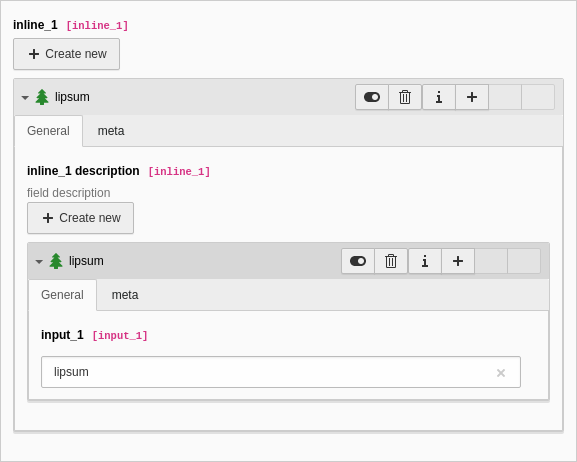 inline_1 [inline_1]
Create new
lipsum
General meta
inline_1 description [inline_1]
field description
Create new
lipsum
General meta
input_1 [input_1]
lipsum